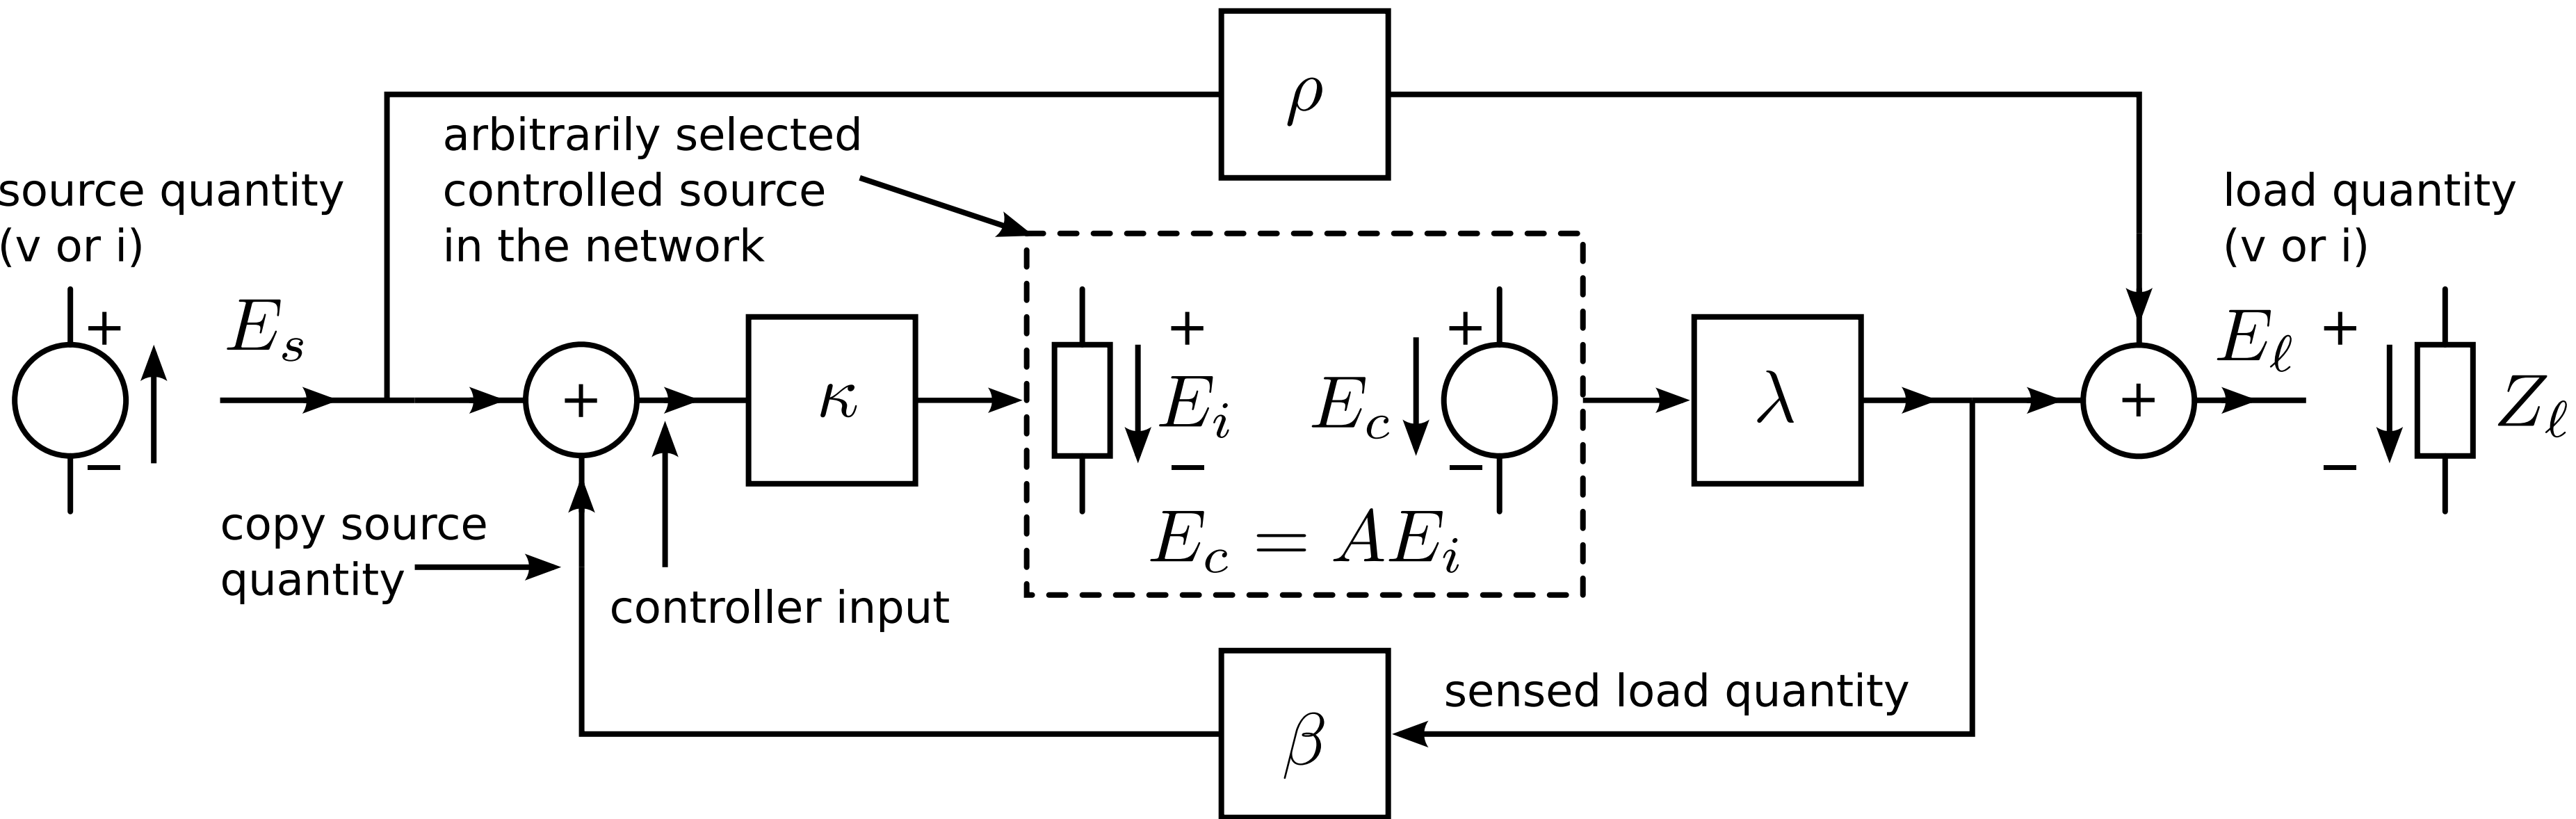 ρ
arbitrarily selected
controlled source
in the network
source quantity
(v or i)
load quantity
(v or i)
+
−
E_s
+
κ
+
E_i
−
E_c
+
−
E_c = AE_i
λ
+
E_ℓ
+
−
Z_ℓ
copy source
quantity
controller input
sensed load quantity
β